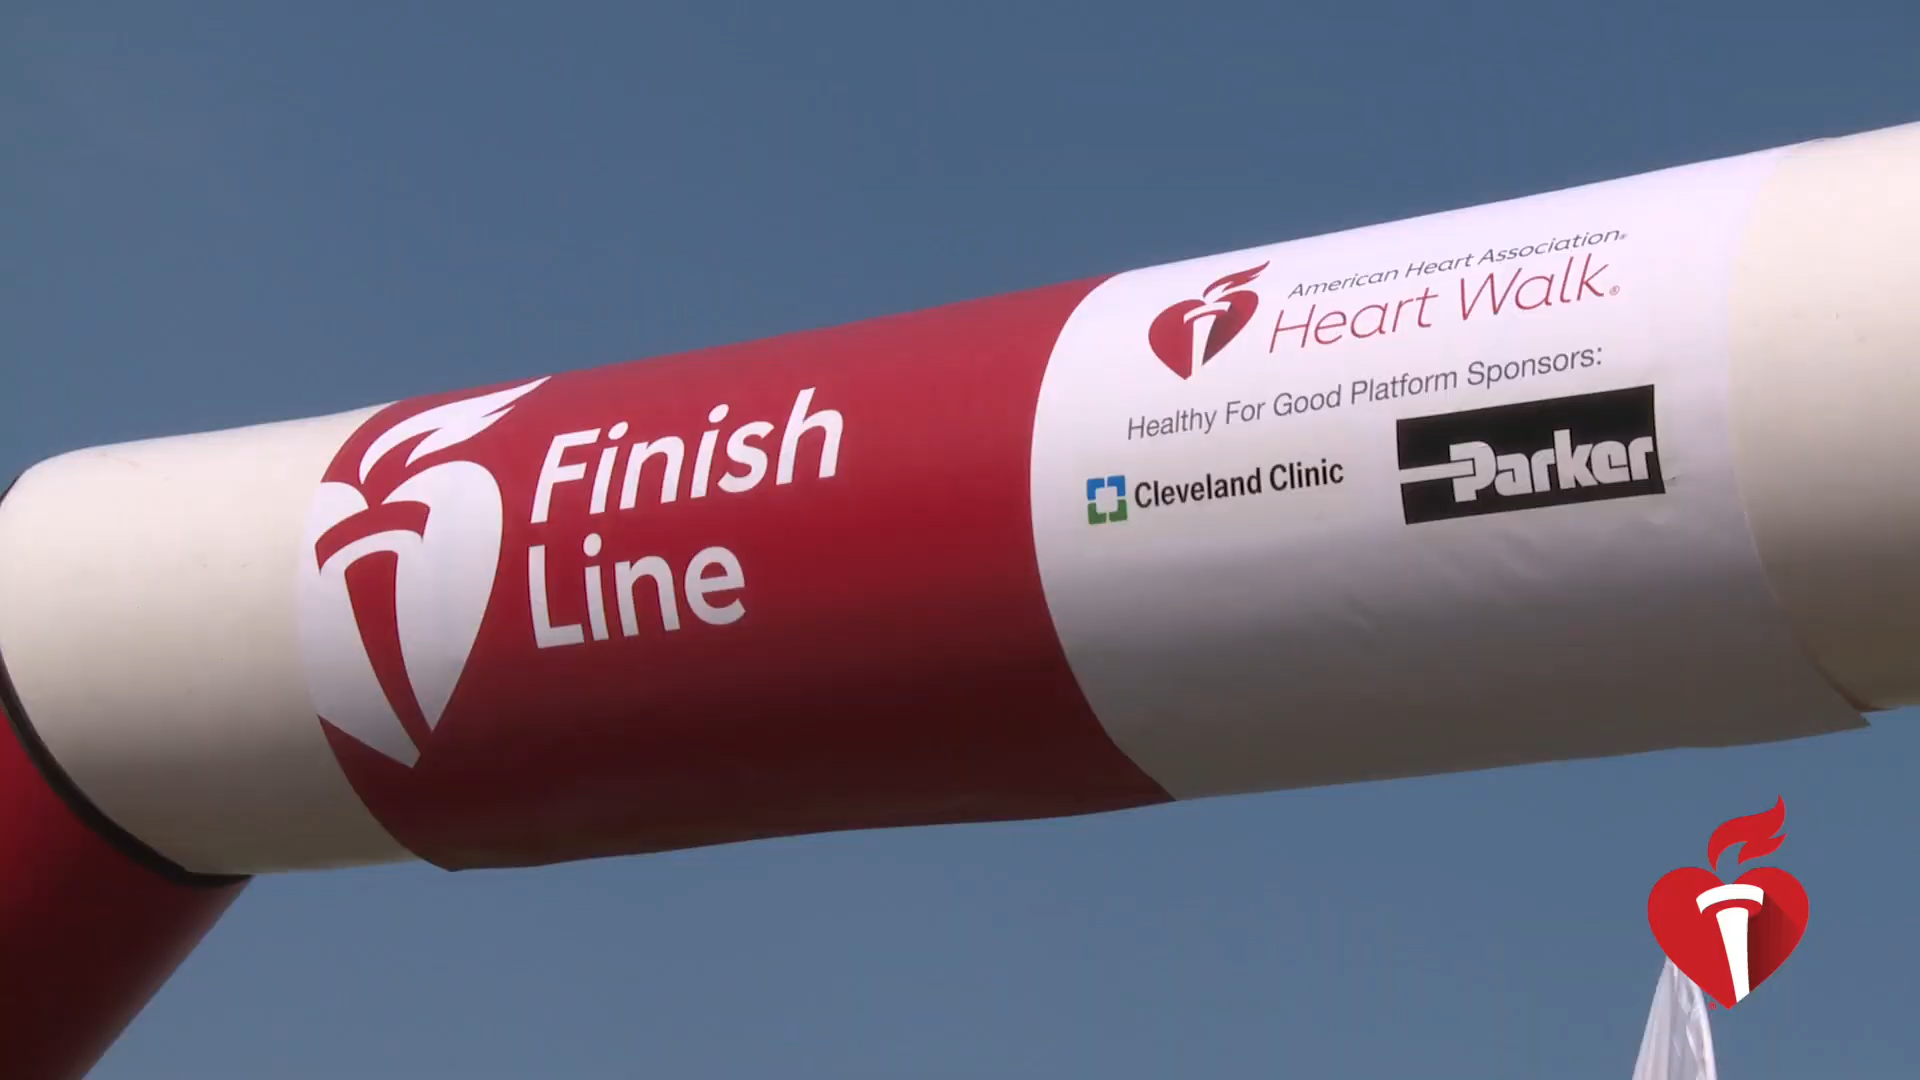 Finish
Line
American Heart Association®
Heart Walk®
Healthy For Good Platform Sponsors:
Cleveland Clinic
Parker